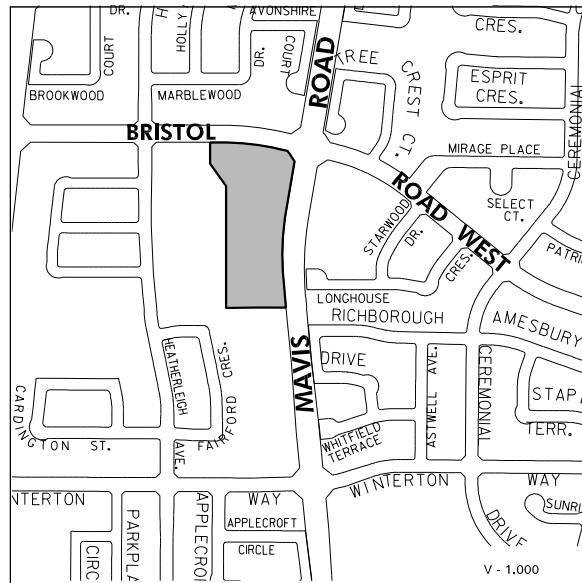 DR.
H
HOLLY
AVONSHIRE
DR.
COURT
COURT
BROOKWOOD
MARBLEWOOD
ROAD
TREE
CREST CT.
CRES.
ESPRIT
CRES.
CEREMONIAL
BRISTOL
MIRAGE PLACE
ROAD WEST
SELECT
CT.
STARWOOD
DR.
CRES.
PATRI
LONGHOUSE
RICHBOROUGH
AMESBURY
MAVIS
DRIVE
HEATHERLEIGH
AVE.
FAIRFORD CRES.
CARDINGTON ST.
ASTWELL AVE.
CEREMONIAL
STAPL
TERR.
WHITFIELD
TERRACE
NTERTON
WAY
WINTERTON
WAY
SUNRI
DRIVE
APPLECROFT
CIRCLE
CIRC
PARKPLA
APPLECRO
V - 1.000